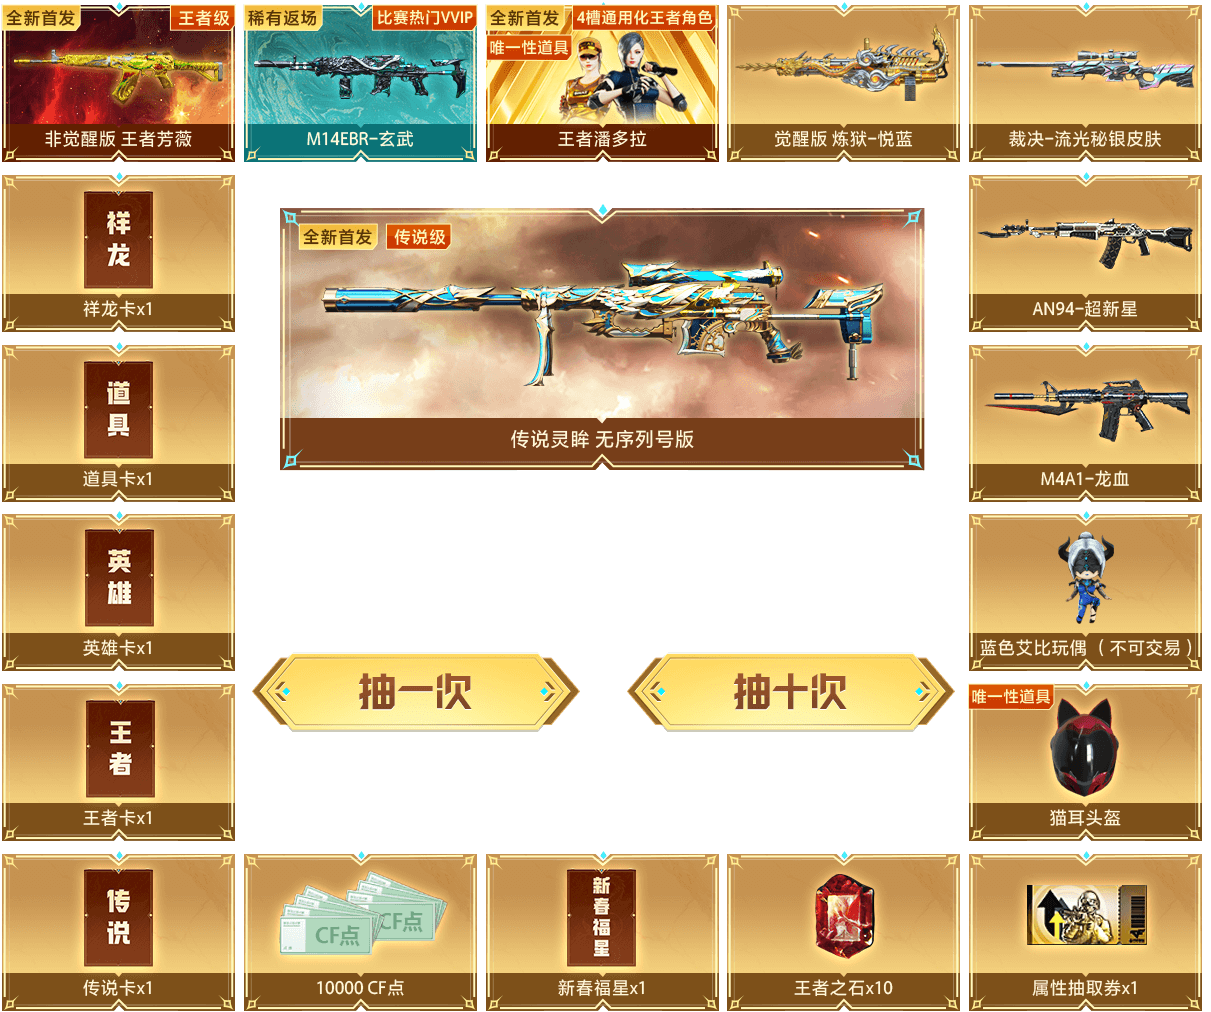 全新首发
王者级
非觉醒版 王者芳薇
稀有返场
比赛热门VVIP
M14EBR-玄武
全新首发
4槽通用化王者角色
唯一性道具
王者潘多拉
觉醒版 炼狱-悦蓝
裁决-流光秘银皮肤
祥龙
祥龙卡x1
全新首发
传说级
传说灵眸 无序列号版
AN94-超新星
道具
道具卡x1
M4A1-龙血
英雄
英雄卡x1
蓝色艾比玩偶（不可交易）
王者
王者卡x1
抽一次
抽十次
唯一性道具
猫耳头盔
传说
传说卡x1
CF点
CF点
10000 CF点
新春福星
新春福星x1
王者之石x10
属性抽取券x1